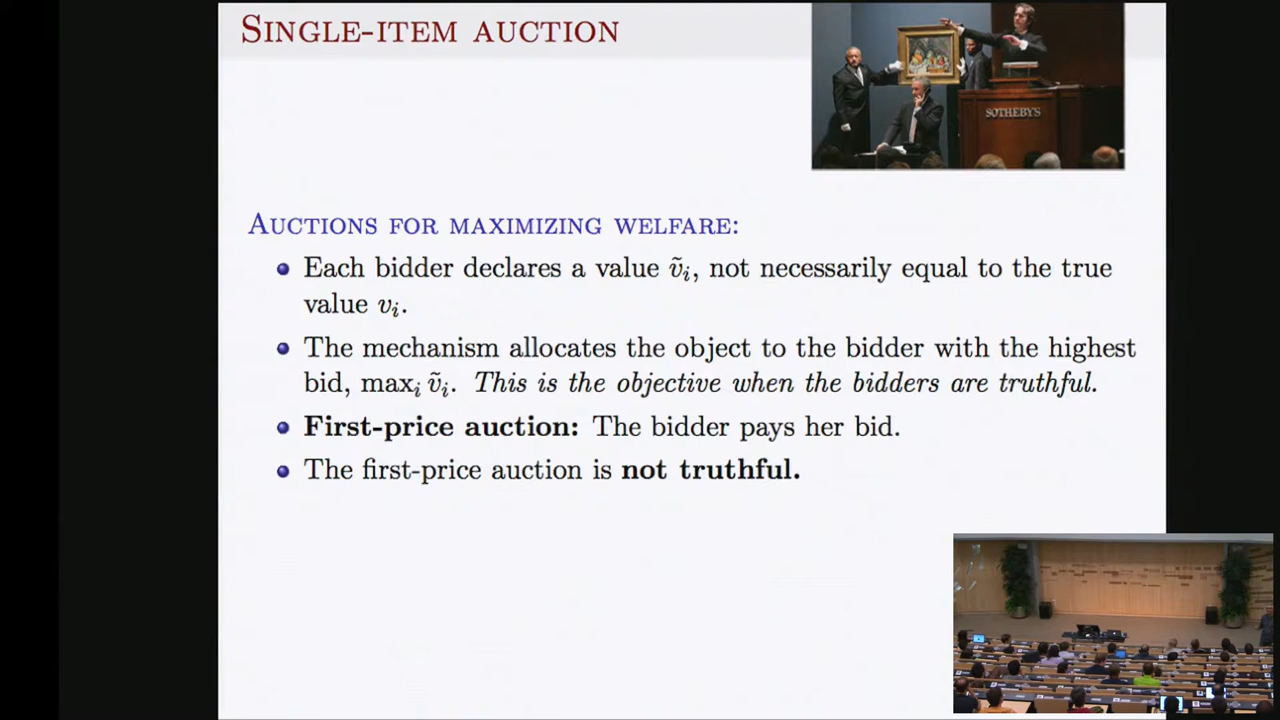 SINGLE-ITEM AUCTION
SOTHEBY'S
AUCTIONS FOR MAXIMIZING WELFARE:
Each bidder declares a value ṽᵢ, not necessarily equal to the true
value vᵢ.
The mechanism allocates the object to the bidder with the highest
bid, maxᵢ ṽᵢ. This is the objective when the bidders are truthful.
First-price auction: The bidder pays her bid.
The first-price auction is not truthful.